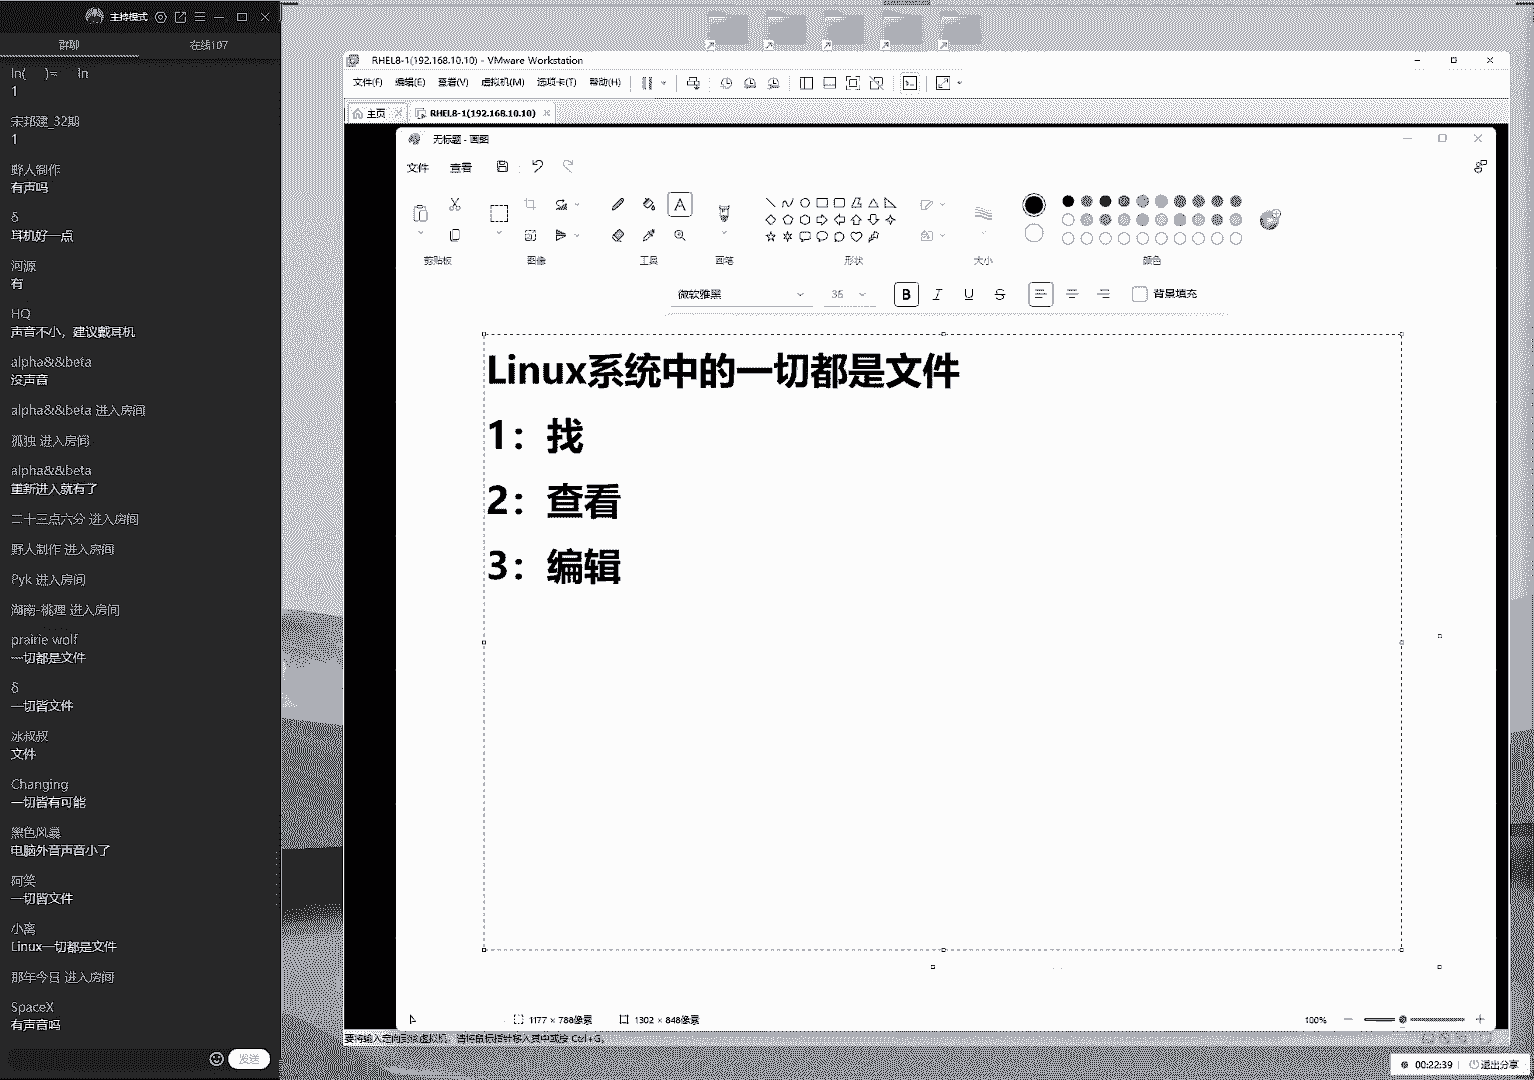 主持模式
群聊 在线107
ln( )= ln
1
宋邦建_32期
1
野人制作
有声吗
δ
耳机好一点
河源
有
HQ
声音不小，建议戴耳机
alpha&&beta
没声音
alpha&&beta 进入房间
孤独 进入房间
alpha&&beta
重新进入就有了
二十三点六分 进入房间
野人制作 进入房间
Pyk 进入房间
湖南-桃理 进入房间
prairie wolf
一切都是文件
δ
一切皆文件
冰叔叔
文件
Changing
一切皆有可能
黑色风暴
电脑外音声音小了
阿笑
一切皆文件
小离
Linux一切都是文件
那年今日 进入房间
SpaceX
有声音吗
发送
RHEL8-1(192.168.10.10) - VMware Workstation
文件(F) 编辑(E) 查看(V) 虚拟机(M) 选项卡(T) 帮助(H)
主页 RHEL8-1(192.168.10.10)
无标题 - 画图
文件 查看
剪贴板 图像 工具 画笔 形状 大小 颜色
微软雅黑 36 B I U S 背景填充
Linux系统中的一切都是文件
1：找
2：查看
3：编辑
1177 × 788像素 1302 × 848像素 100%
要将输入定向到该虚拟机，请将鼠标指针移入其中或按 Ctrl+G。
00:22:39 退出分享